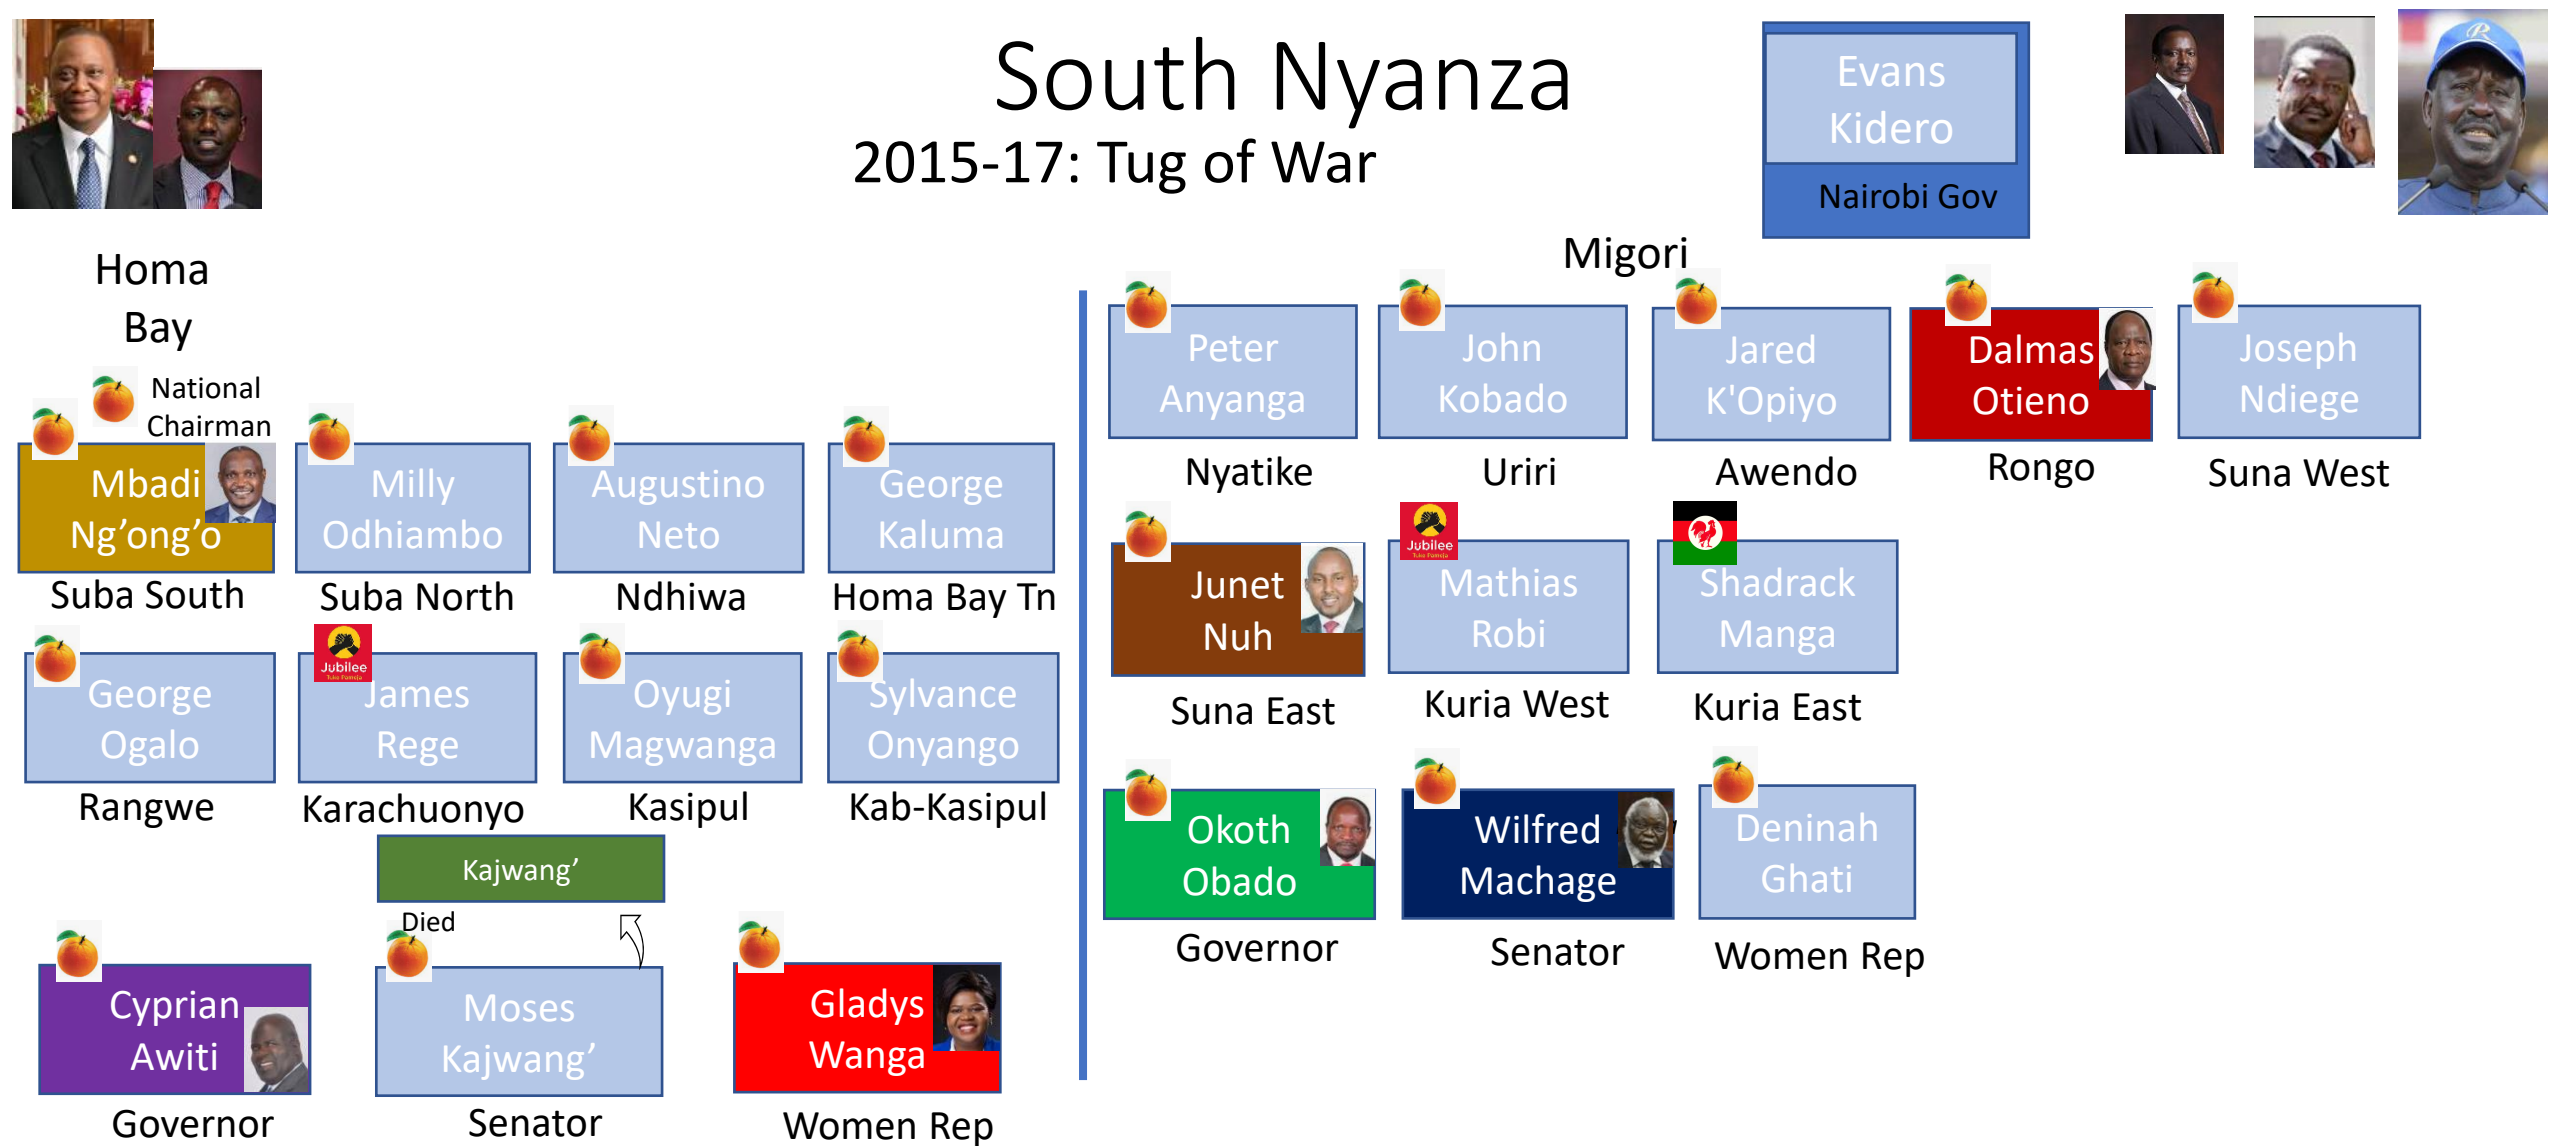 South Nyanza
2015-17: Tug of War
Evans
Kidero
Nairobi Gov
Homa
Bay
National
Chairman
Mbadi
Ng’ong’o
Suba South
Milly
Odhiambo
Suba North
Augustino
Neto
Ndhiwa
George
Kaluma
Homa Bay Tn
George
Ogalo
Rangwe
Jubilee
Tuko Pamoja
James
Rege
Karachuonyo
Oyugi
Magwanga
Kasipul
Sylvance
Onyango
Kab-Kasipul
Kajwang’
Died
Cyprian
Awiti
Governor
Moses
Kajwang’
Senator
Gladys
Wanga
Women Rep
Migori
Peter
Anyanga
Nyatike
John
Kobado
Uriri
Jared
K'Opiyo
Awendo
Dalmas
Otieno
Rongo
Joseph
Ndiege
Suna West
Junet
Nuh
Suna East
Jubilee
Tuko Pamoja
Mathias
Robi
Kuria West
Shadrack
Manga
Kuria East
Okoth
Obado
Governor
Wilfred
Machage
Senator
Deninah
Ghati
Women Rep